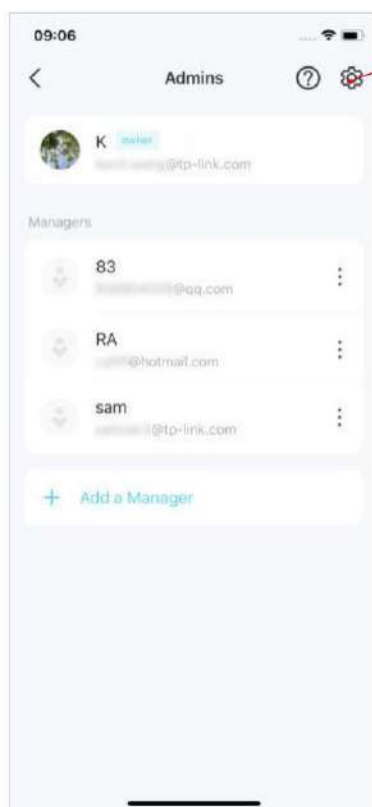 09:06
Admins
K owner
@tp-link.com
Managers
83
@qq.com
RA
@hotmail.com
sam
@tp-link.com
+ Add a Manager